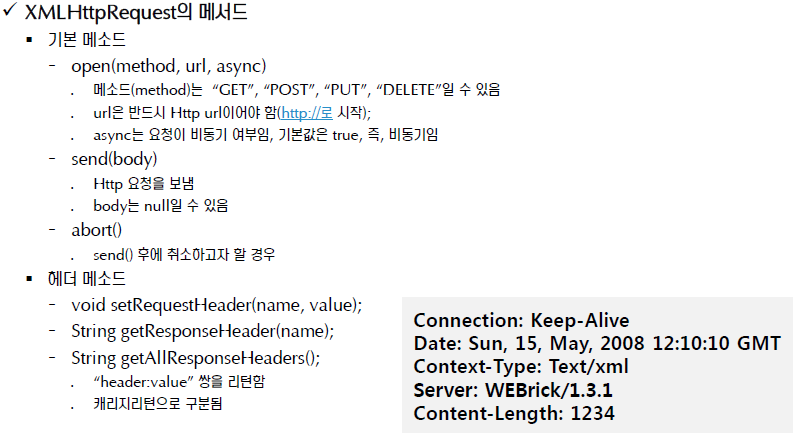 ✓ XMLHttpRequest의 메서드
▪ 기본 메소드
– open(method, url, async)
. 메소드(method)는 “GET”, “POST”, “PUT”, “DELETE”일 수 있음
. url은 반드시 Http url이어야 함(http://로 시작);
. async는 요청이 비동기 여부임, 기본값은 true, 즉, 비동기임
– send(body)
. Http 요청을 보냄
. body는 null일 수 있음
– abort()
. send() 후에 취소하고자 할 경우
▪ 헤더 메소드
– void setRequestHeader(name, value);
– String getResponseHeader(name);
– String getAllResponseHeaders();
. “header:value” 쌍을 리턴함
. 캐리지리턴으로 구분됨
Connection: Keep-Alive
Date: Sun, 15, May, 2008 12:10:10 GMT
Context-Type: Text/xml
Server: WEBrick/1.3.1
Content-Length: 1234